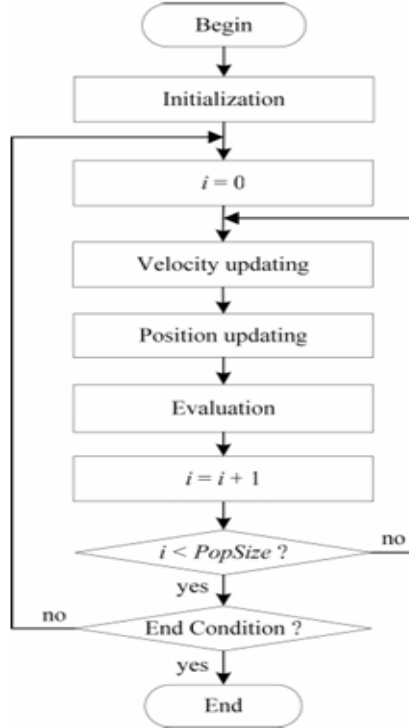 Begin
Initialization
i = 0
Velocity updating
Position updating
Evaluation
i = i + 1
i < PopSize ?
no
yes
no
End Condition ?
yes
End